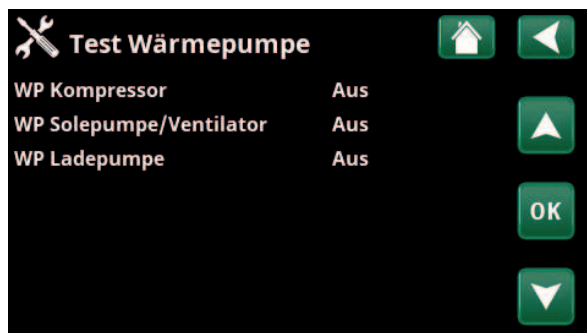 Test Wärmepumpe
WP Kompressor Aus
WP Solepumpe/Ventilator Aus
WP Ladepumpe Aus
OK